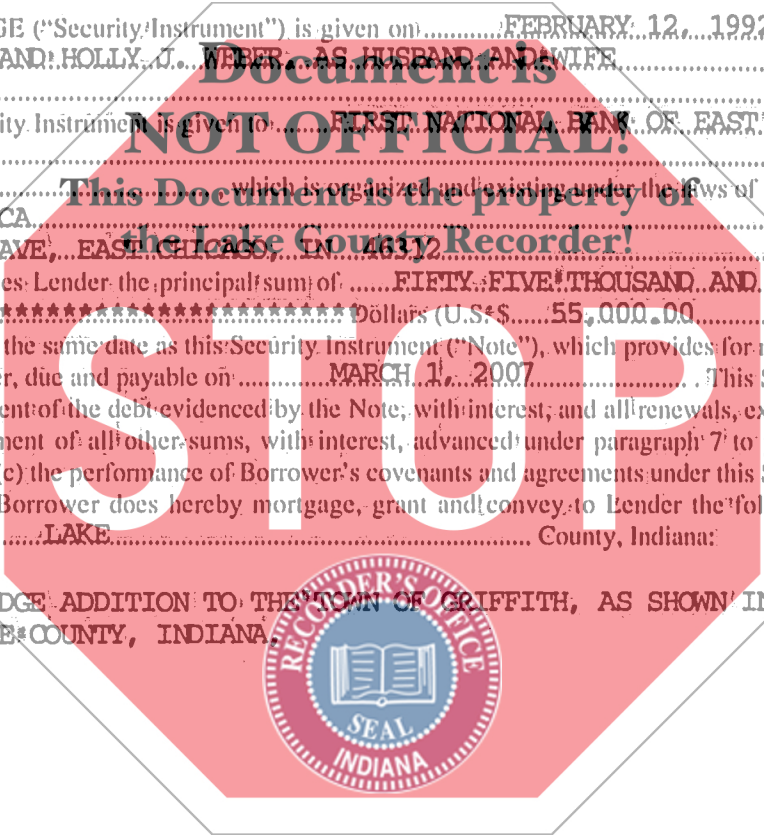 GE ("Security Instrument") is given on FEBRUARY 12, 1992
AND HOLLY J. WEBER, AS HUSBAND AND WIFE
Document is
ity Instrument is given to FIRST NATIONAL BANK OF EAST
NOT OFFICIAL!
, which is organized and existing under the laws of
This Document is the property of
CA
the Lake County Recorder!
AVE, EAST CHICAGO, IN 46312
es Lender the principal sum of FIFTY FIVE THOUSAND AND
************************* Dollars (U.S. $ 55,000.00
the same date as this Security Instrument ("Note"), which provides for
r, due and payable on MARCH 1, 2007 . This
ent of the debt evidenced by the Note, with interest, and all renewals, ex
ment of all other sums, with interest, advanced under paragraph 7 to
(c) the performance of Borrower's covenants and agreements under this
Borrower does hereby mortgage, grant and convey to Lender the fol
STOP
LAKE County, Indiana:
DGE ADDITION TO THE TOWN OF GRIFFITH, AS SHOWN IN
E COUNTY, INDIANA.
RECORDER'S OFFICE
SEAL
INDIANA